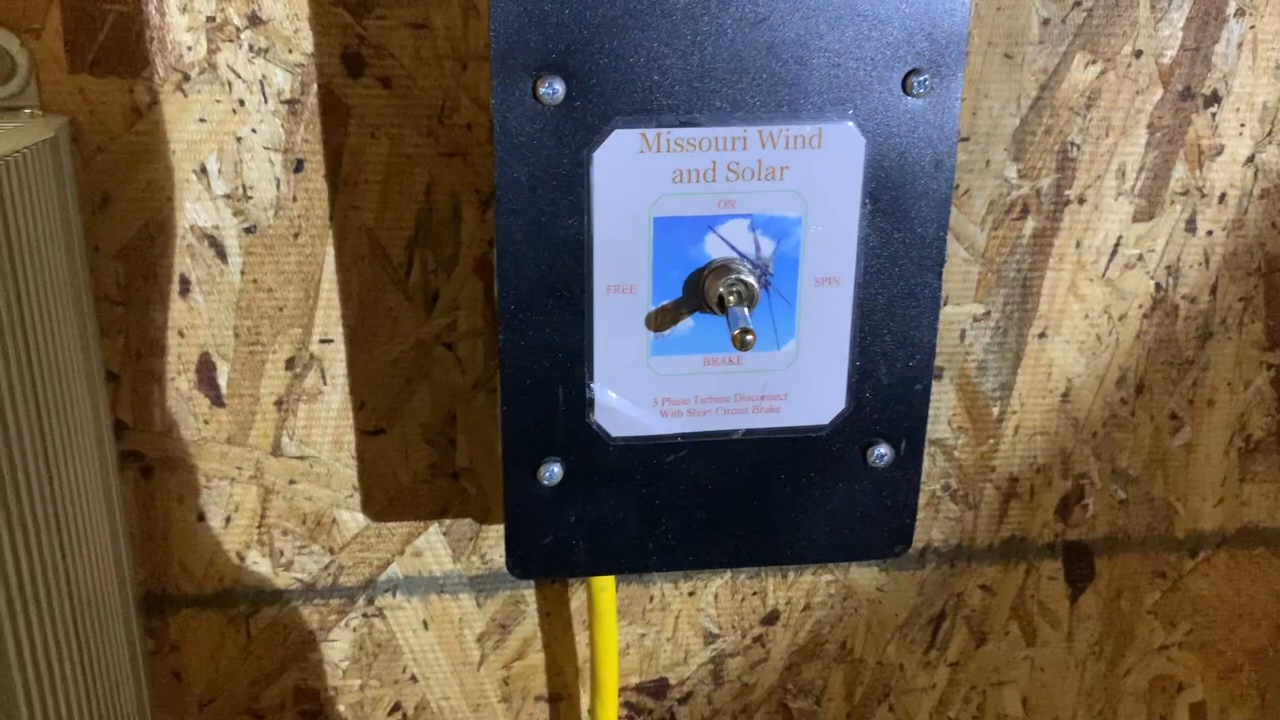 Missouri Wind
and Solar
ON
FREE
SPIN
BRAKE
3 Phase Turbine Disconnect
With Short Circuit Brake